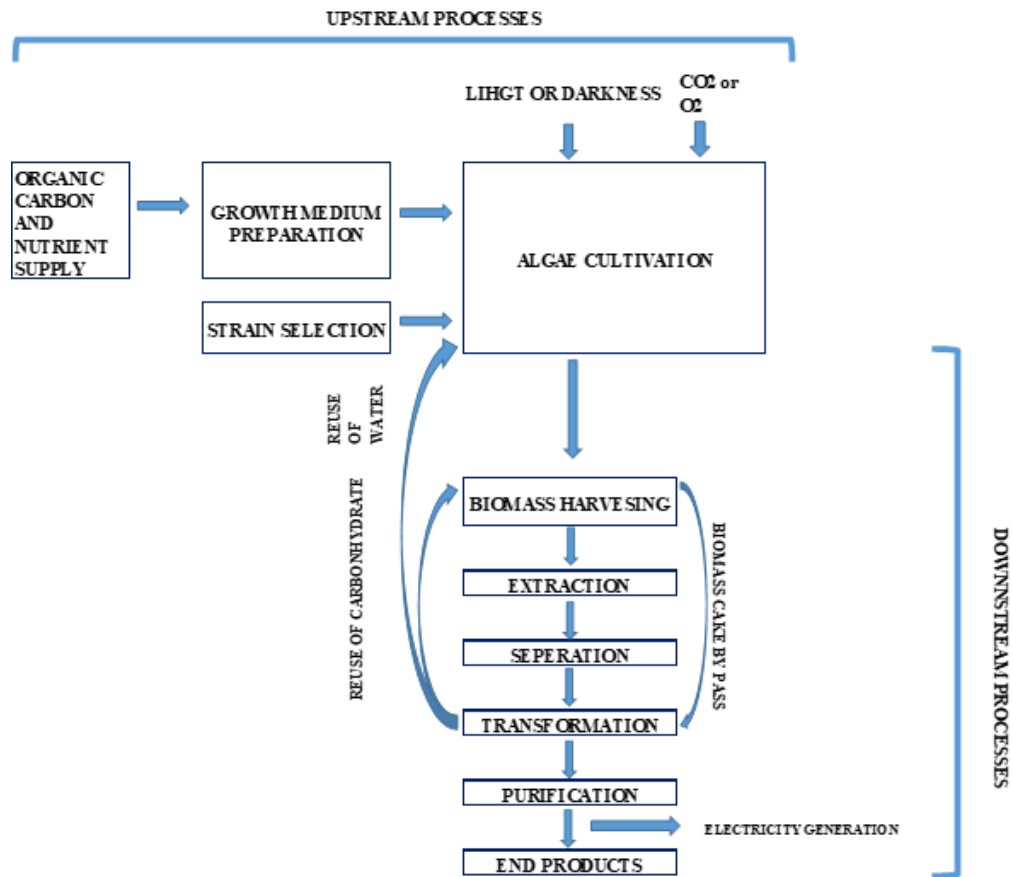 UPSTREAM PROCESSES
LIHGT OR DARKNESS
CO2 or
O2
ORGANIC
CARBON
AND
NUTRIENT
SUPPLY
GROWTH MEDIUM
PREPARATION
ALGAE CULTIVATION
STRAIN SELECTION
REUSE
OF
WATER
REUSE OF CARBONHYDRATE
BIOMASS HARVESING
BIOMASS CAKE BY PASS
EXTRACTION
SEPERATION
TRANSFORMATION
PURIFICATION
ELECTRICITY GENERATION
END PRODUCTS
DOWNNSTREAM PROCESSES